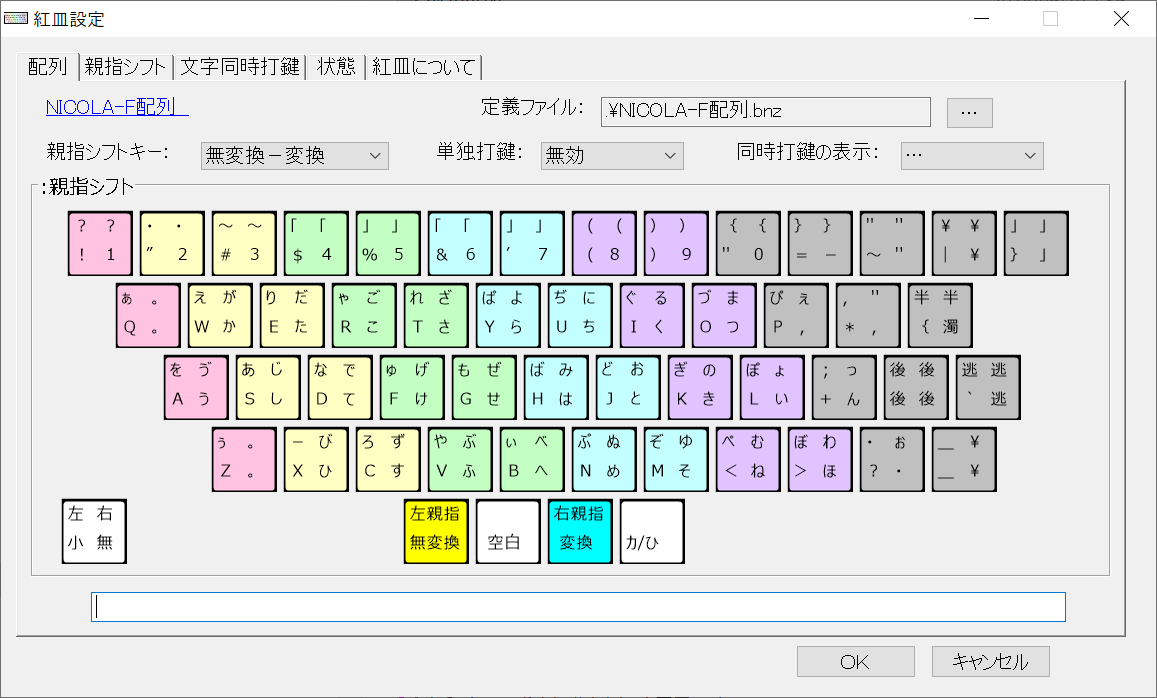 紅皿設定
配列 親指シフト 文字同時打鍵 状態 紅皿について
NICOLA-F配列 定義ファイル: .¥NICOLA-F配列.bnz ...
親指シフトキー: 無変換－変換 単独打鍵: 無効 同時打鍵の表示: ...
:親指シフト
? ? ・ ・ ～ ～ 「 「 」 」 「 「 」 」 ( ( ) ) { { } } " " ¥ ¥ 」 」
! 1 ” 2 # 3 $ 4 % 5 & 6 ’ 7 ( 8 ) 9 " 0 = － ～ " | ¥ } 」
ぁ 。 え が り だ ゃ ご れ ざ ぱ よ ぢ に ぐ る づ ま ぴ ぇ , " 半 半
Q 。 W か E た R こ T さ Y ら U ち I く O つ P , * , { 濁
を ゔ あ じ な で ゅ げ も ぜ ば み ど お ぎ の ぽ ょ ; っ 後 後 逃 逃
A う S し D て F け G せ H は J と K き L い + ん 後 後 ` 逃
ぅ 。 － び ろ ず や ぶ ぃ べ ぷ ぬ ぞ ゆ ぺ む ぼ わ ・ ぉ ＿ ¥
Z 。 X ひ C す V ふ B へ N め M そ < ね > ほ ? ・ ＿ ¥
左 右 左親指 右親指
小 無 無変換 空白 変換 カ/ひ
OK キャンセル